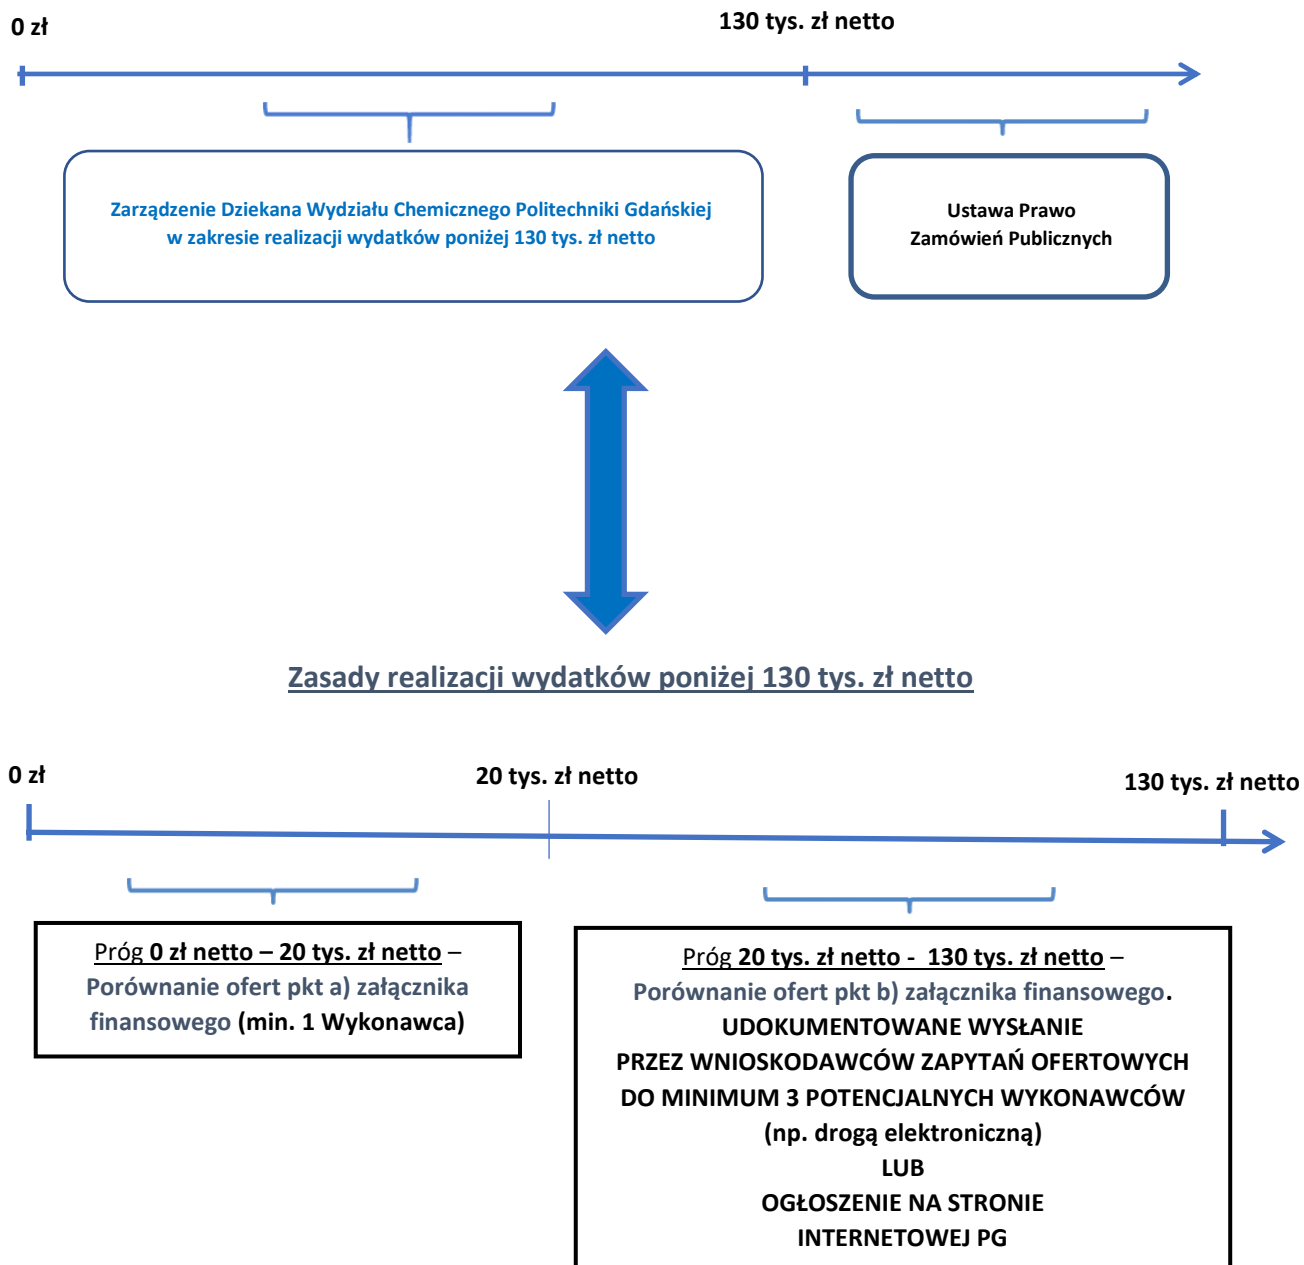 0 zł
130 tys. zł netto
Zarządzenie Dziekana Wydziału Chemicznego Politechniki Gdańskiej
w zakresie realizacji wydatków poniżej 130 tys. zł netto
Ustawa Prawo
Zamówień Publicznych
Zasady realizacji wydatków poniżej 130 tys. zł netto
0 zł
20 tys. zł netto
130 tys. zł netto
Próg 0 zł netto – 20 tys. zł netto –
Porównanie ofert pkt a) załącznika
finansowego (min. 1 Wykonawca)
Próg 20 tys. zł netto - 130 tys. zł netto –
Porównanie ofert pkt b) załącznika finansowego.
UDOKUMENTOWANE WYSŁANIE
PRZEZ WNIOSKODAWCÓW ZAPYTAŃ OFERTOWYCH
DO MINIMUM 3 POTENCJALNYCH WYKONAWCÓW
(np. drogą elektroniczną)
LUB
OGŁOSZENIE NA STRONIE
INTERNETOWEJ PG